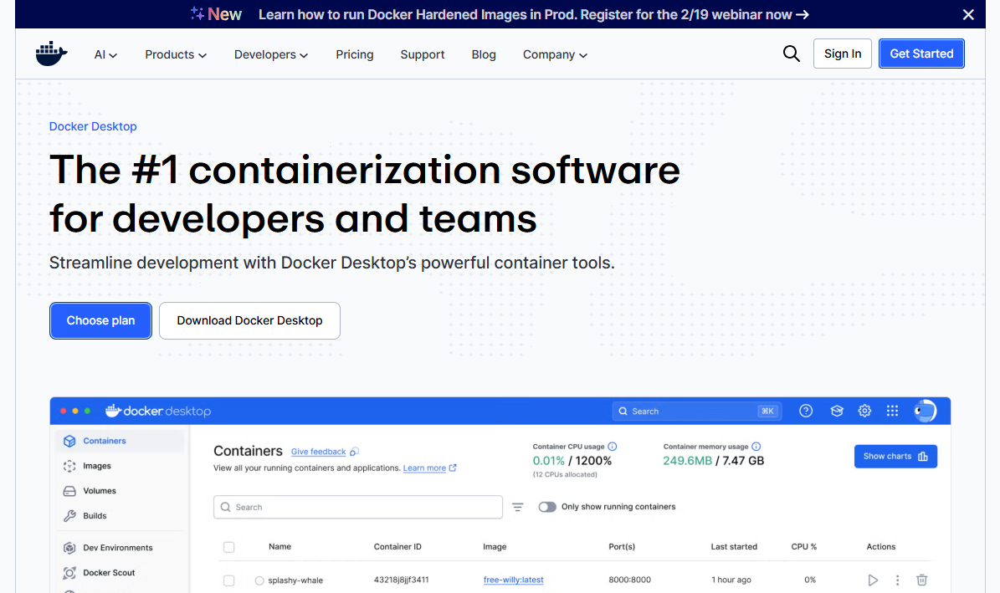 New Learn how to run Docker Hardened Images in Prod. Register for the 2/19 webinar now →
AI Products Developers Pricing Support Blog Company Sign In Get Started
Docker Desktop
The #1 containerization software
for developers and teams
Streamline development with Docker Desktop’s powerful container tools.
Choose plan Download Docker Desktop
docker desktop Search ⌘K
Containers
Images
Volumes
Builds
Dev Environments
Docker Scout
Containers Give feedback
View all your running containers and applications. Learn more
Container CPU usage
0.01% / 1200%
(12 CPUs allocated)
Container memory usage
249.6MB / 7.47 GB
Show charts
Search Only show running containers
Name Container ID Image Port(s) Last started CPU % Actions
splashy-whale 43218j8jjf3411 free-willy:latest 8000:8000 1 hour ago 0%